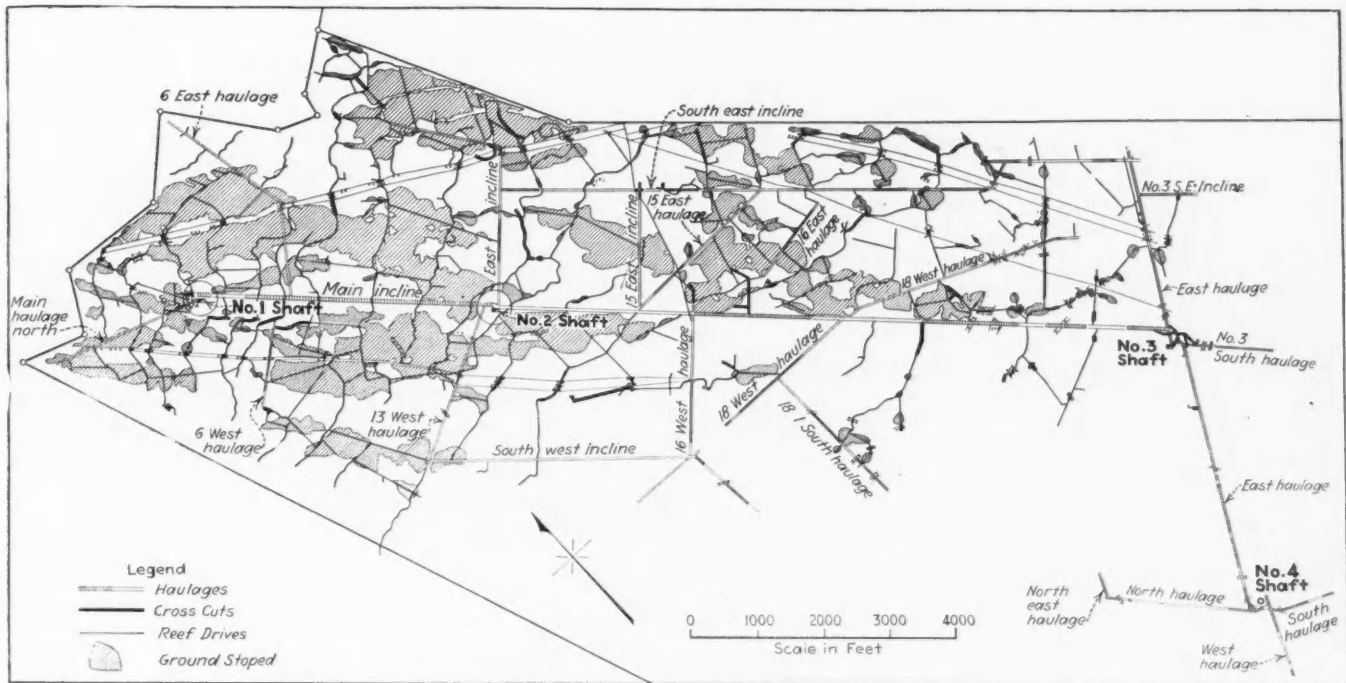 6 East haulage
South east incline
No.3 S.E. Incline
East incline
15 East incline
15 East
haulage
16 East
haulage
18 West haulage
East haulage
Main
haulage
north
Main incline
No.1 Shaft
No.2 Shaft
No.3
Shaft
No.3
South haulage
16 West haulage
18 West haulage
18 1 South haulage
6 West
haulage
13 West
haulage
South west incline
East haulage
No.4
Shaft
North
east
haulage
North haulage
South
haulage
West
haulage
Legend
Haulages
Cross Cuts
Reef Drives
Ground Stoped
0 1000 2000 3000 4000
Scale in Feet